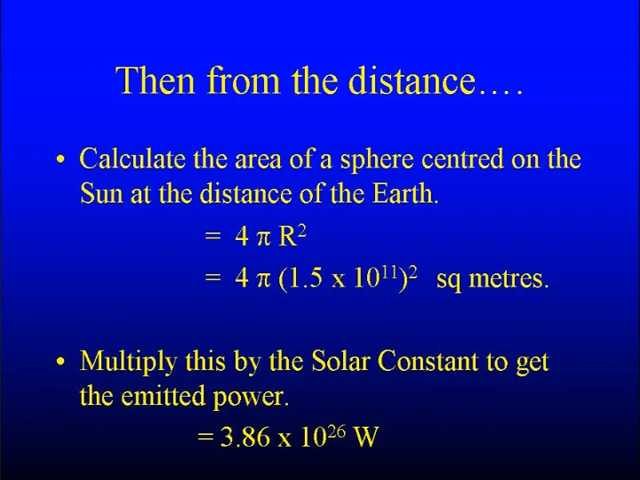 Then from the distance….
• Calculate the area of a sphere centred on the
Sun at the distance of the Earth.
= 4 π R²
= 4 π (1.5 x 10¹¹)² sq metres.
• Multiply this by the Solar Constant to get
the emitted power.
= 3.86 x 10²⁶ W